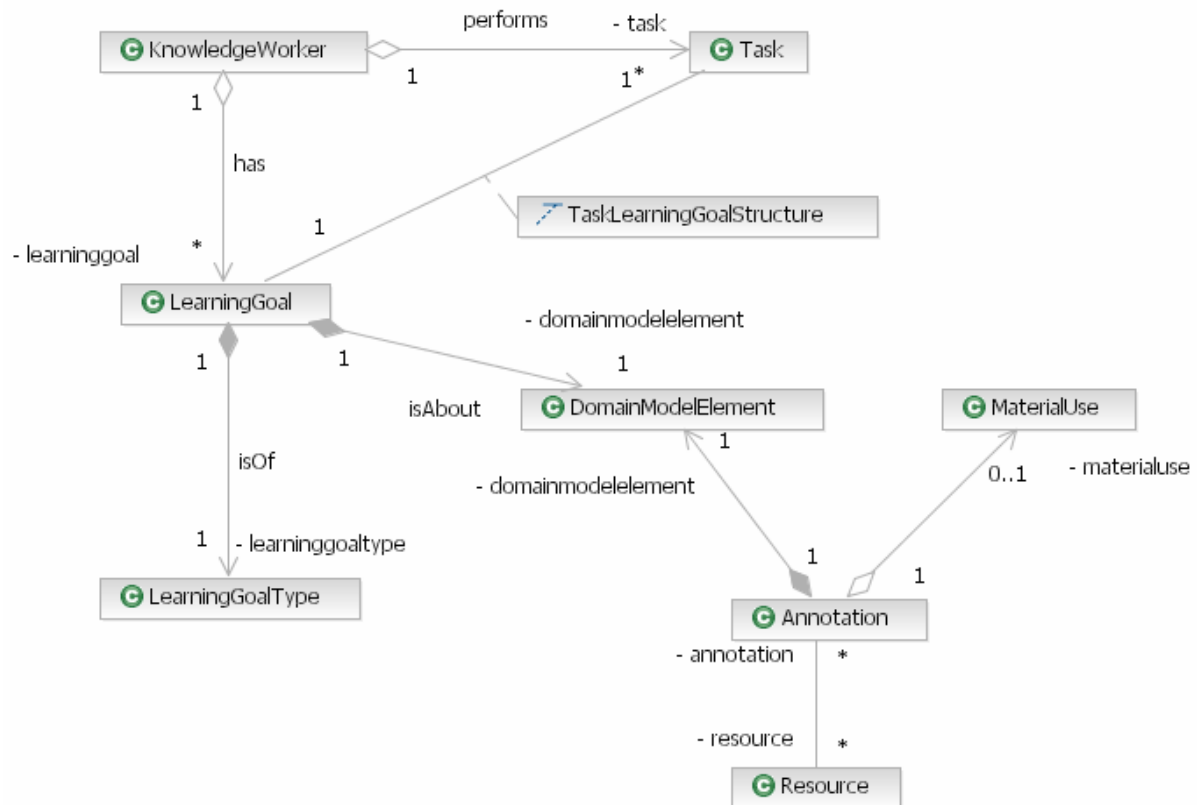 performs
- task
C KnowledgeWorker
C Task
1
1*
1
has
TaskLearningGoalStructure
1
*
- learninggoal
C LearningGoal
- domainmodelelement
1
1
1
isAbout
C DomainModelElement
C MaterialUse
1
isOf
0..1
- materialuse
- domainmodelelement
1
- learninggoaltype
1
1
C LearningGoalType
C Annotation
- annotation
*
- resource
*
C Resource